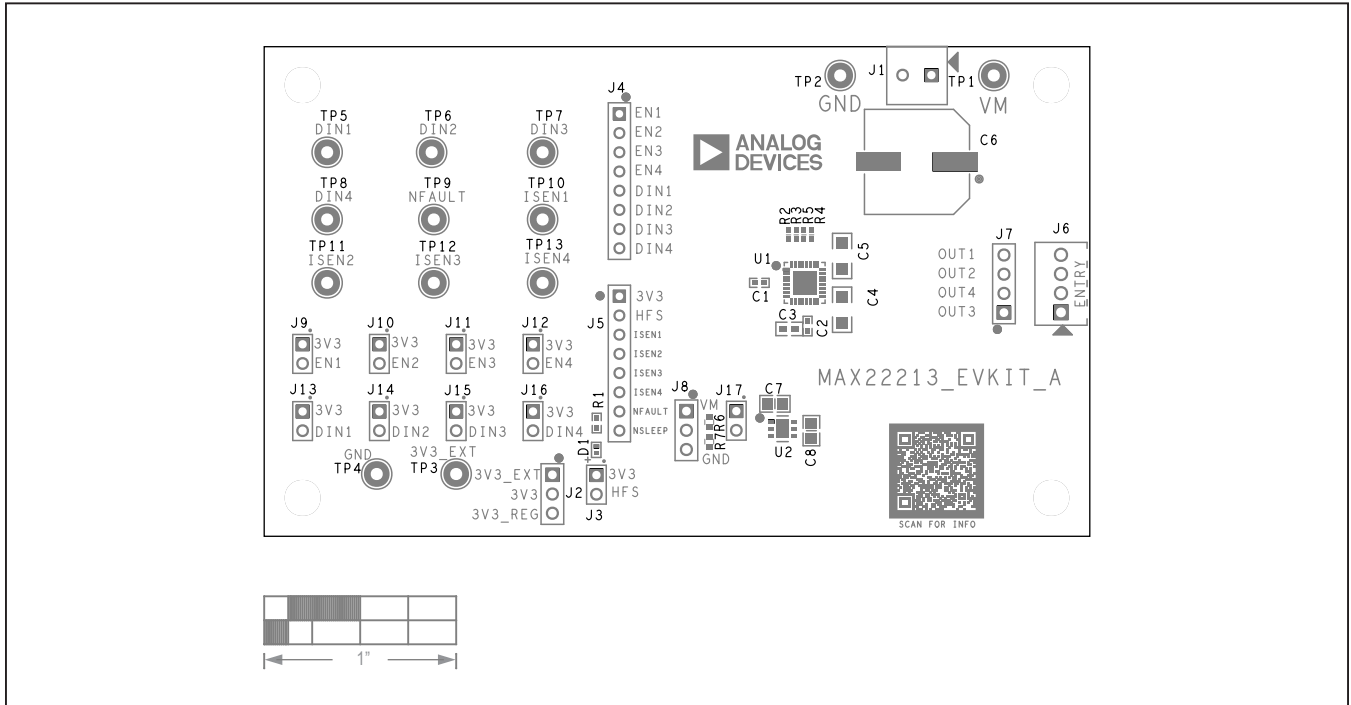 TP2
GND
J1
TP1
VM
TP5
DIN1
TP6
DIN2
TP7
DIN3
TP8
DIN4
TP9
NFAULT
TP10
ISEN1
TP11
ISEN2
TP12
ISEN3
TP13
ISEN4
J4
EN1
EN2
EN3
EN4
DIN1
DIN2
DIN3
DIN4
ANALOG
DEVICES
C6
R2
R3
R5
R4
U1
C5
C1
C4
C3
C2
J7
OUT1
OUT2
OUT4
OUT3
J6
ENTRY
J5
3V3
HFS
ISEN1
ISEN2
ISEN3
ISEN4
NFAULT
NSLEEP
J9
3V3
EN1
J10
3V3
EN2
J11
3V3
EN3
J12
3V3
EN4
J13
3V3
DIN1
J14
3V3
DIN2
J15
3V3
DIN3
J16
3V3
DIN4
R1
D1
+
GND
TP4
3V3_EXT
TP3
3V3_EXT
3V3
3V3_REG
J2
3V3
HFS
J3
J8
VM
GND
R7
R6
J17
C7
U2
C8
MAX22213_EVKIT_A
SCAN FOR INFO
1"